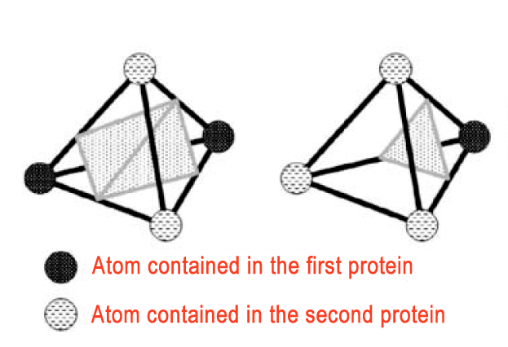 Atom contained in the first protein
Atom contained in the second protein